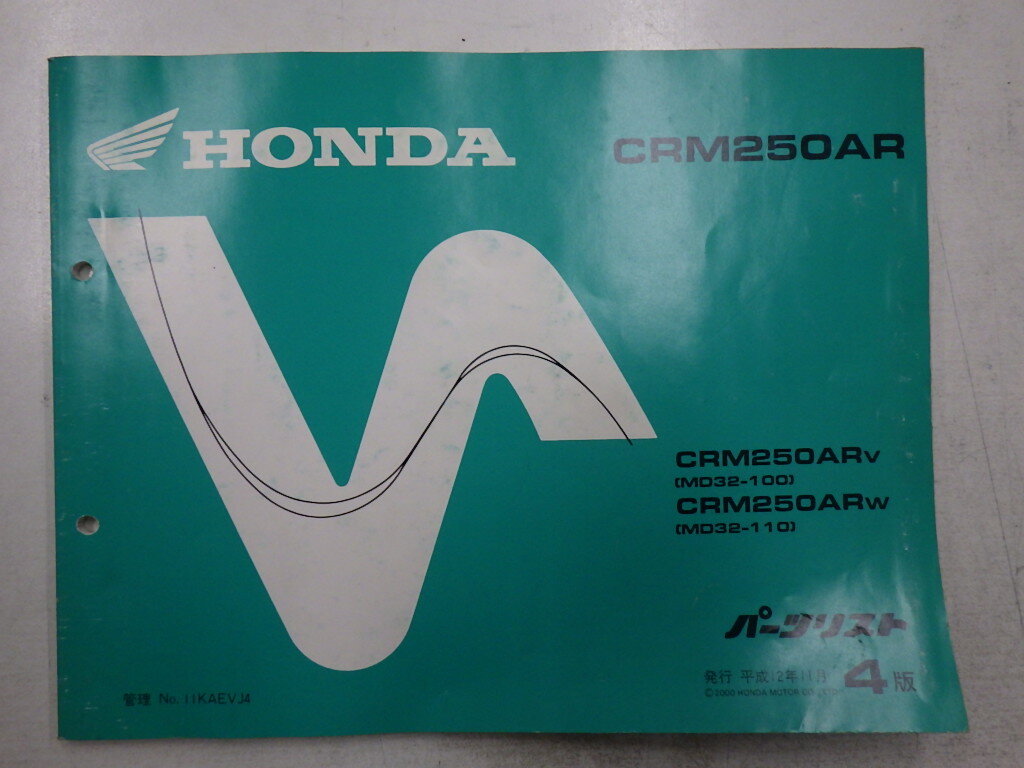 HONDA
CRM250AR
CRM250ARV
(MD32-100)
CRM250ARW
(MD32-110)
パーツリスト
発行 平成12年11月
4版
© 2000 HONDA MOTOR CO., LTD.
管理 No. 11KAEVJ4